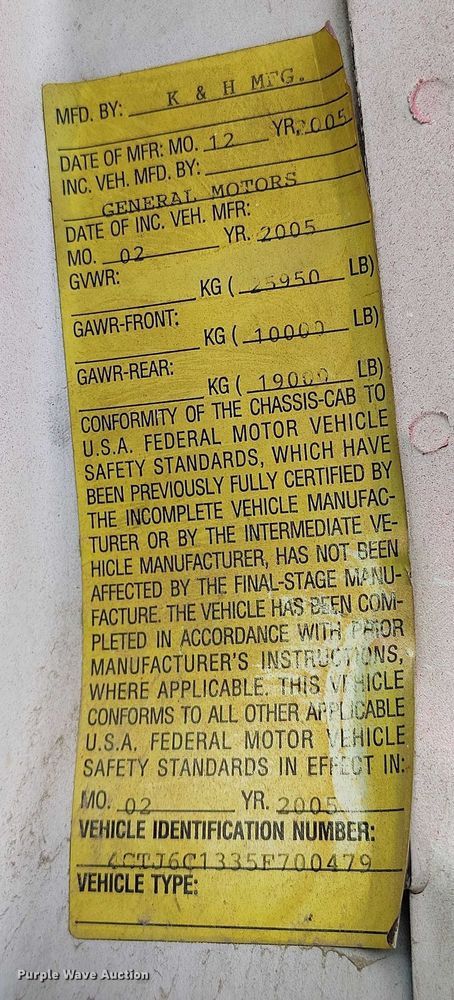 MFD. BY: K & H MFG.
DATE OF MFR: MO. 12 YR. 2005
INC. VEH. MFD. BY:
GENERAL MOTORS
DATE OF INC. VEH. MFR:
MO. 02 YR. 2005
GVWR:
KG ( 25950 LB)
GAWR-FRONT:
KG ( 10000 LB)
GAWR-REAR:
KG ( 19000 LB)
CONFORMITY OF THE CHASSIS-CAB TO
U.S.A. FEDERAL MOTOR VEHICLE
SAFETY STANDARDS, WHICH HAVE
BEEN PREVIOUSLY FULLY CERTIFIED BY
THE INCOMPLETE VEHICLE MANUFAC-
TURER OR BY THE INTERMEDIATE VE-
HICLE MANUFACTURER, HAS NOT BEEN
AFFECTED BY THE FINAL-STAGE MANU-
FACTURE. THE VEHICLE HAS BEEN COM-
PLETED IN ACCORDANCE WITH PRIOR
MANUFACTURER'S INSTRUCTIONS,
WHERE APPLICABLE. THIS VEHICLE
CONFORMS TO ALL OTHER APPLICABLE
U.S.A. FEDERAL MOTOR VEHICLE
SAFETY STANDARDS IN EFFECT IN:
MO. 02 YR. 2005
VEHICLE IDENTIFICATION NUMBER:
VEHICLE TYPE:
Purple Wave Auction